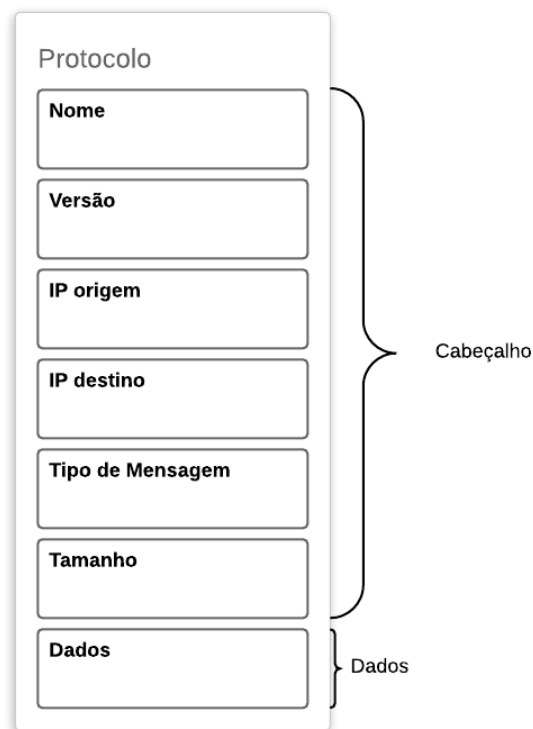 Protocolo
Nome
Versão
IP origem
IP destino
Cabeçalho
Tipo de Mensagem
Tamanho
Dados
Dados